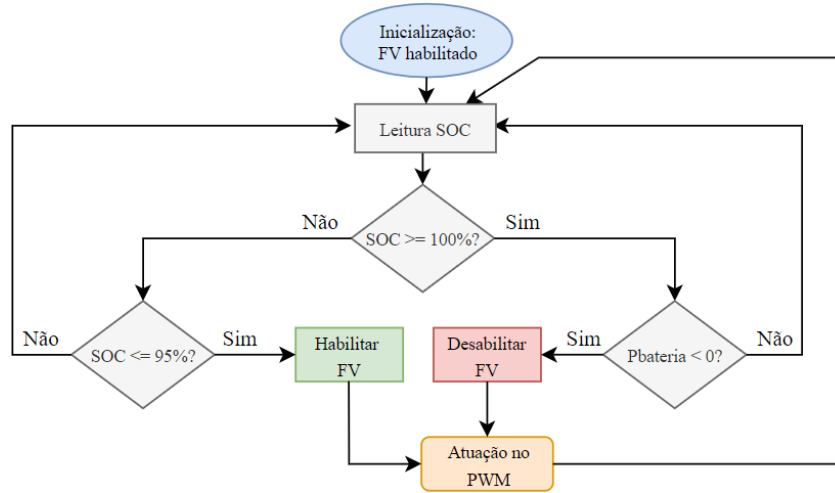 Inicialização:
FV habilitado
Leitura SOC
Não
Sim
SOC >= 100%?
Não
SOC <= 95%?
Sim
Habilitar
FV
Desabilitar
FV
Sim
Pbateria < 0?
Não
Atuação no
PWM